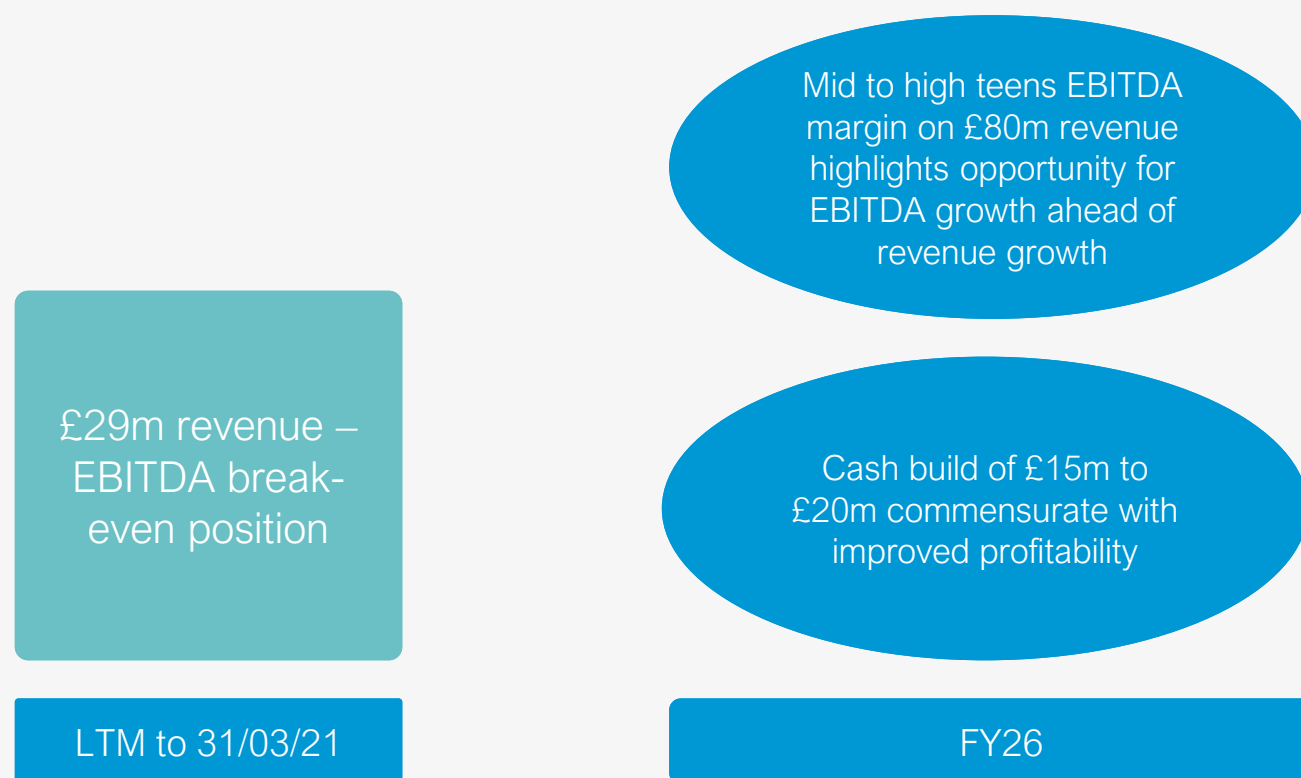 £29m revenue –
EBITDA break-
even position
LTM to 31/03/21
Mid to high teens EBITDA
margin on £80m revenue
highlights opportunity for
EBITDA growth ahead of
revenue growth
Cash build of £15m to
£20m commensurate with
improved profitability
FY26